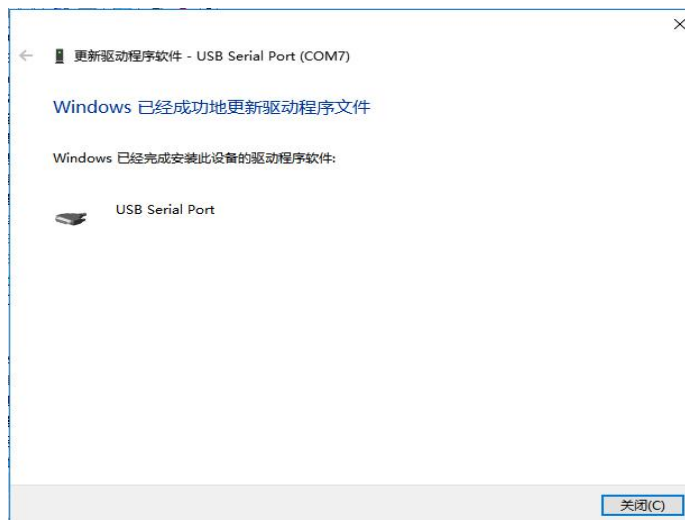 更新驱动程序软件 - USB Serial Port (COM7)
Windows 已经成功地更新驱动程序文件
Windows 已经完成安装此设备的驱动程序软件:
USB Serial Port
关闭(C)